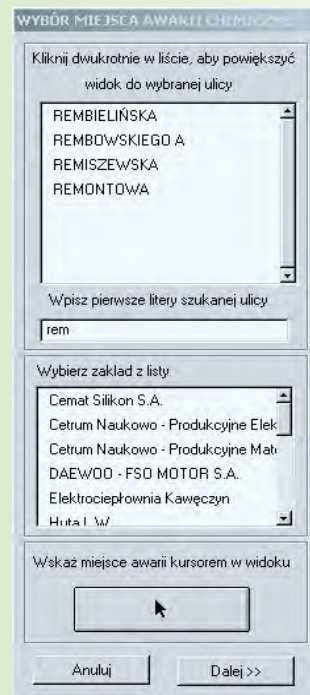 WYBÓR MIEJSCA AWARII CHEMICZNEJ
Kliknij dwukrotnie w liście, aby powiększyć
widok do wybranej ulicy
REMBIELIŃSKA
REMBOWSKIEGO A
REMISZEWSKA
REMONTOWA
Wpisz pierwsze litery szukanej ulicy
rem
Wybierz zakład z listy
Cemat Silikon S.A.
Cetrum Naukowo - Produkcyjne Elek
Cetrum Naukowo - Produkcyjne Mate
DAEWOO - FSO MOTOR S.A.
Elektrociepłownia Kawęczyn
Huta L.W.
Wskaż miejsce awarii kursorem w widoku
Anuluj
Dalej >>